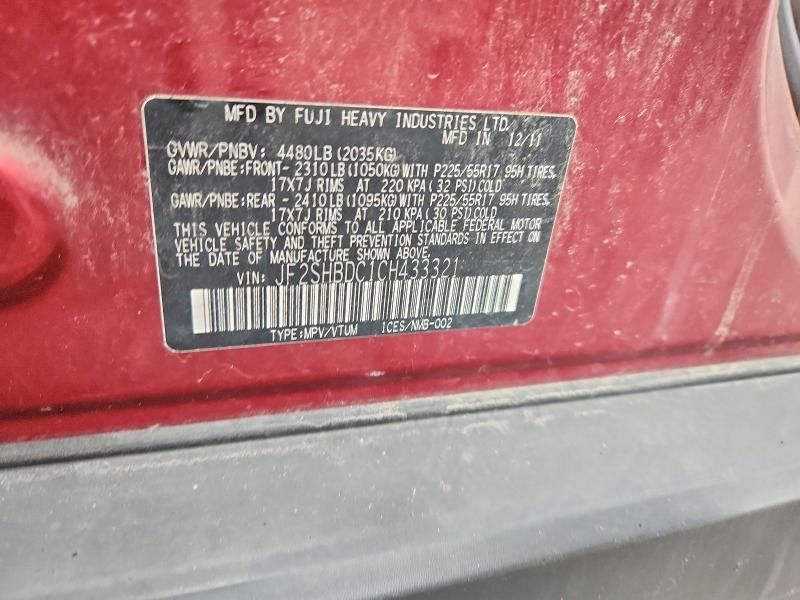 MFD BY FUJI HEAVY INDUSTRIES LTD.
MFD IN 12/11
GVWR/PNBV: 4480LB(2035KG)
GAWR/PNBE:FRONT- 2310LB(1050KG)WITH P225/55R17 95H TIRES,
17X7J RIMS AT 220 KPA(32 PSI)COLD
GAWR/PNBE:REAR - 2410LB(1095KG)WITH P225/55R17 95H TIRES,
17X7J RIMS AT 210 KPA(30 PSI)COLD
THIS VEHICLE CONFORMS TO ALL APPLICABLE FEDERAL MOTOR
VEHICLE SAFETY AND THEFT PREVENTION STANDARDS IN EFFECT ON
THE DATE OF MANUFACTURE SHOWN ABOVE.
VIN: JF2SHBDC1CH433321
TYPE:MPV/VTUM ICES/NMB-002